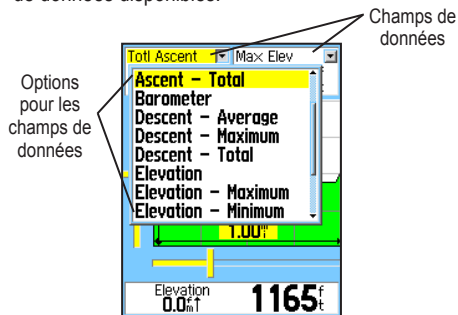 de données disponibles.
Champs de
données
Options
pour les
champs de
données
Totl Ascent
Max Elev
Ascent - Total
Barometer
Descent - Average
Descent - Maximum
Descent - Total
Elevation
Elevation - Maximum
Elevation - Minimum
1.00
Elevation
0.0
1165